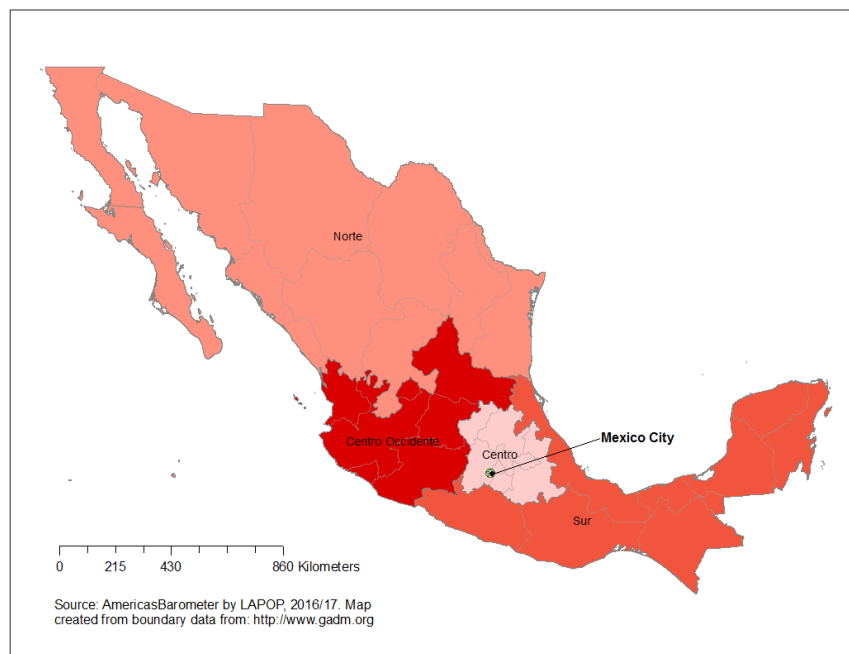 Norte
Centro Occidente
Mexico City
Centro
Sur
0 215 430 860 Kilometers
Source: AmericasBarometer by LAPOP, 2016/17. Map
created from boundary data from: http://www.gadm.org